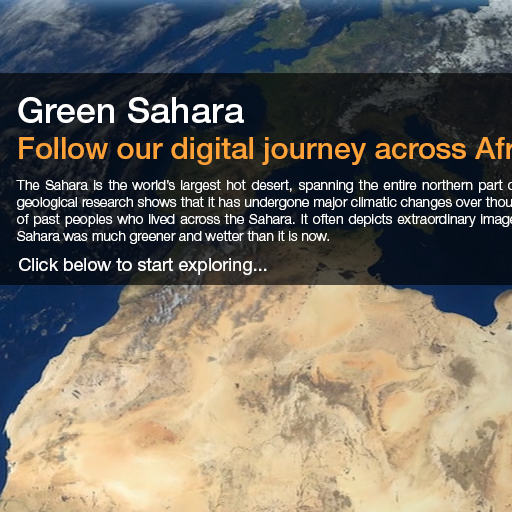 Green Sahara
Follow our digital journey across Afr
The Sahara is the world's largest hot desert, spanning the entire northern part
geological research shows that it has undergone major climatic changes over thou
of past peoples who lived across the Sahara. It often depicts extraordinary image
Sahara was much greener and wetter than it is now.
Click below to start exploring...